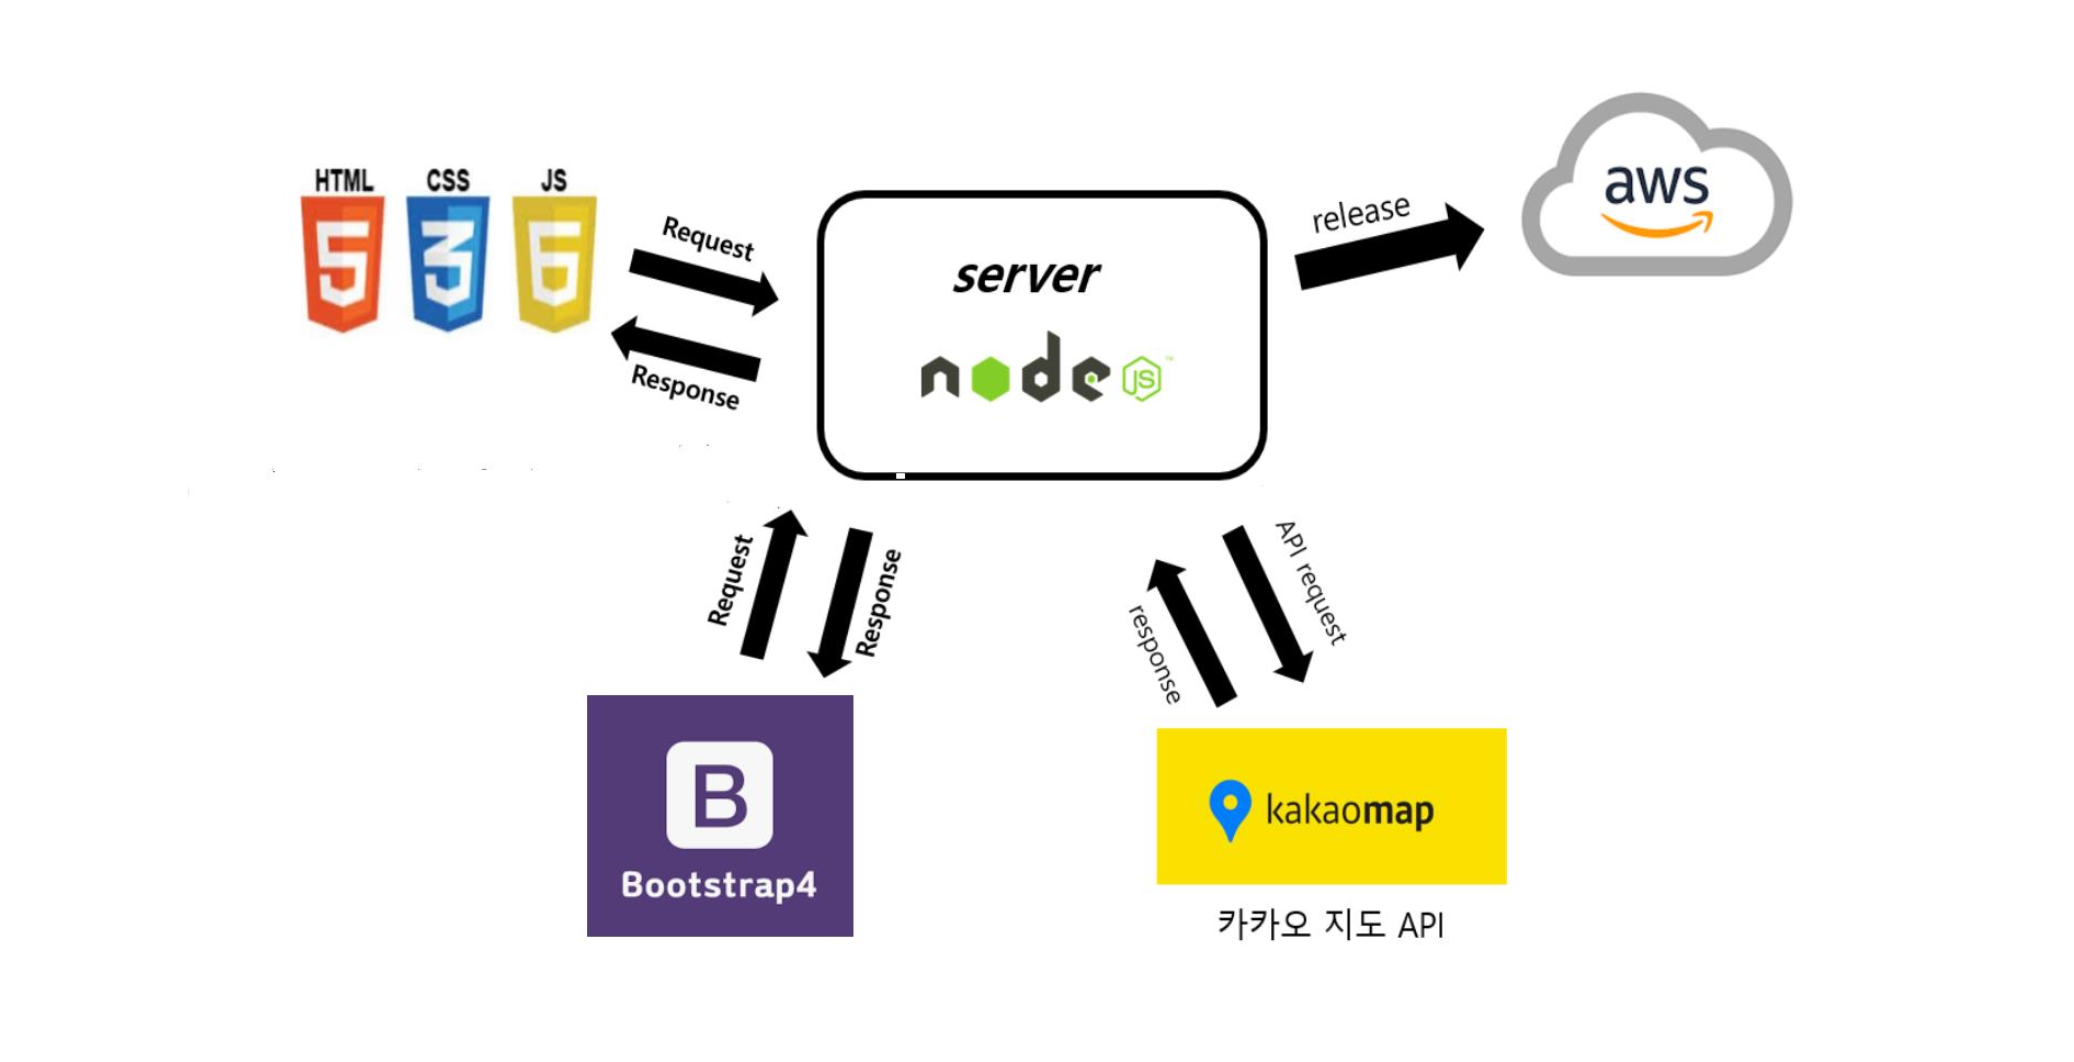 HTML CSS JS
5 3 6
Request
Response
server
node JS
TM
release
aws
Request
Response
API request
response
B
Bootstrap4
kakaomap
카카오 지도 API